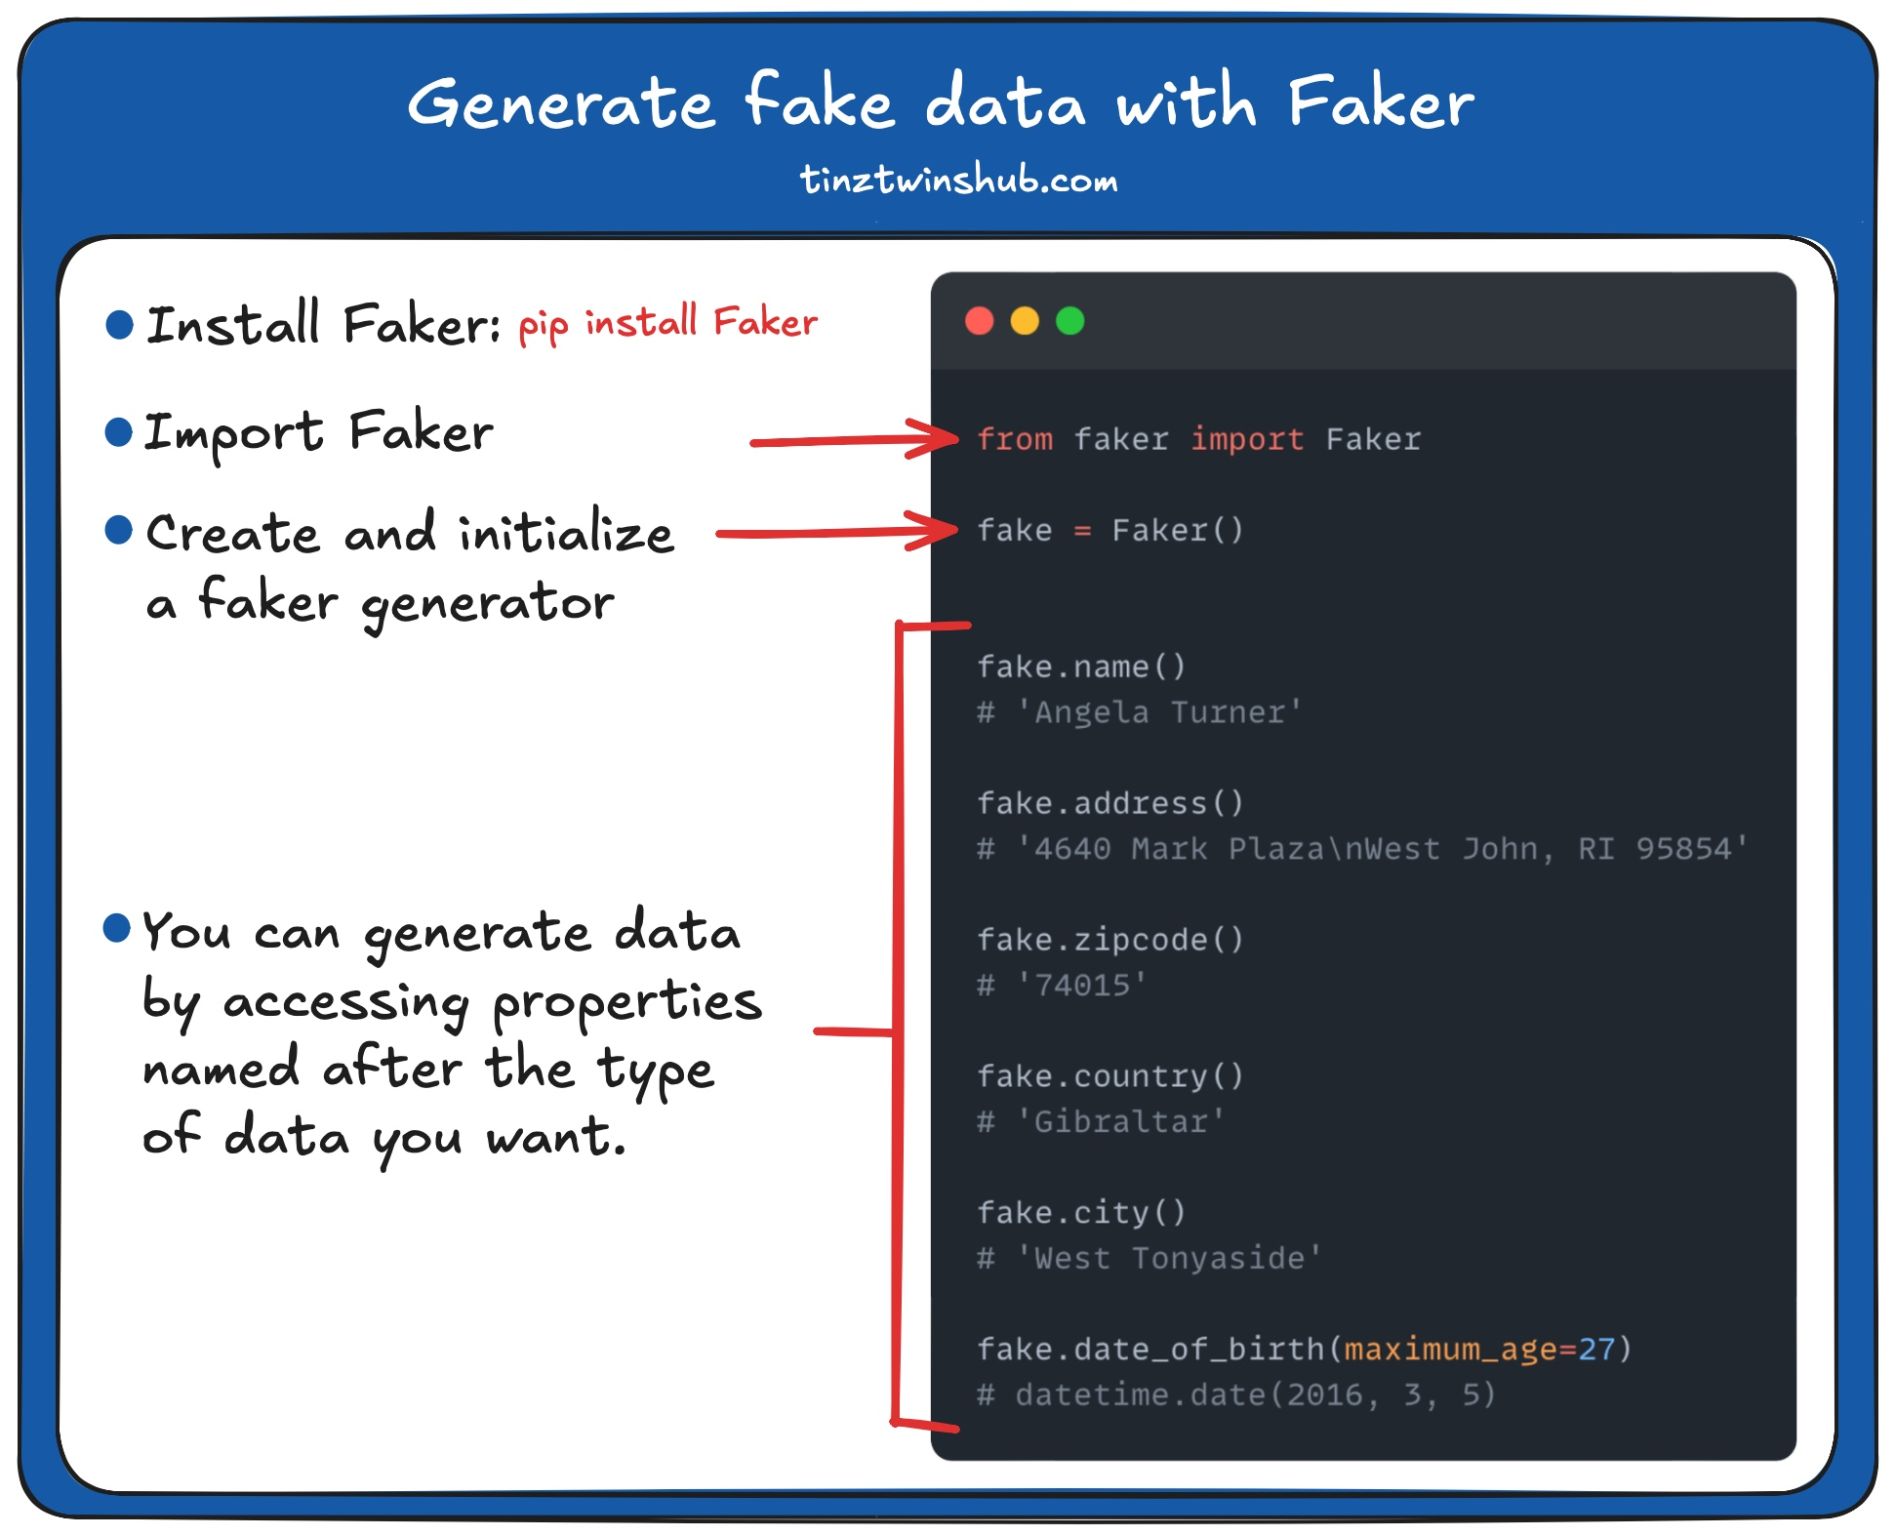 Generate fake data with Faker
tinztwinshub.com
Install Faker: pip install Faker
Import Faker
Create and initialize
a faker generator
You can generate data
by accessing properties
named after the type
of data you want.
from faker import Faker
fake = Faker()
fake.name()
# 'Angela Turner'
fake.address()
# '4640 Mark Plaza\nWest John, RI 95854'
fake.zipcode()
# '74015'
fake.country()
# 'Gibraltar'
fake.city()
# 'West Tonyaside'
fake.date_of_birth(maximum_age=27)
# datetime.date(2016, 3, 5)